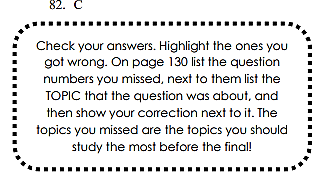 82. C
Check your answers. Highlight the ones you
got wrong. On page 130 list the question
numbers you missed, next to them list the
TOPIC that the question was about, and
then show your correction next to it. The
topics you missed are the topics you should
study the most before the final!